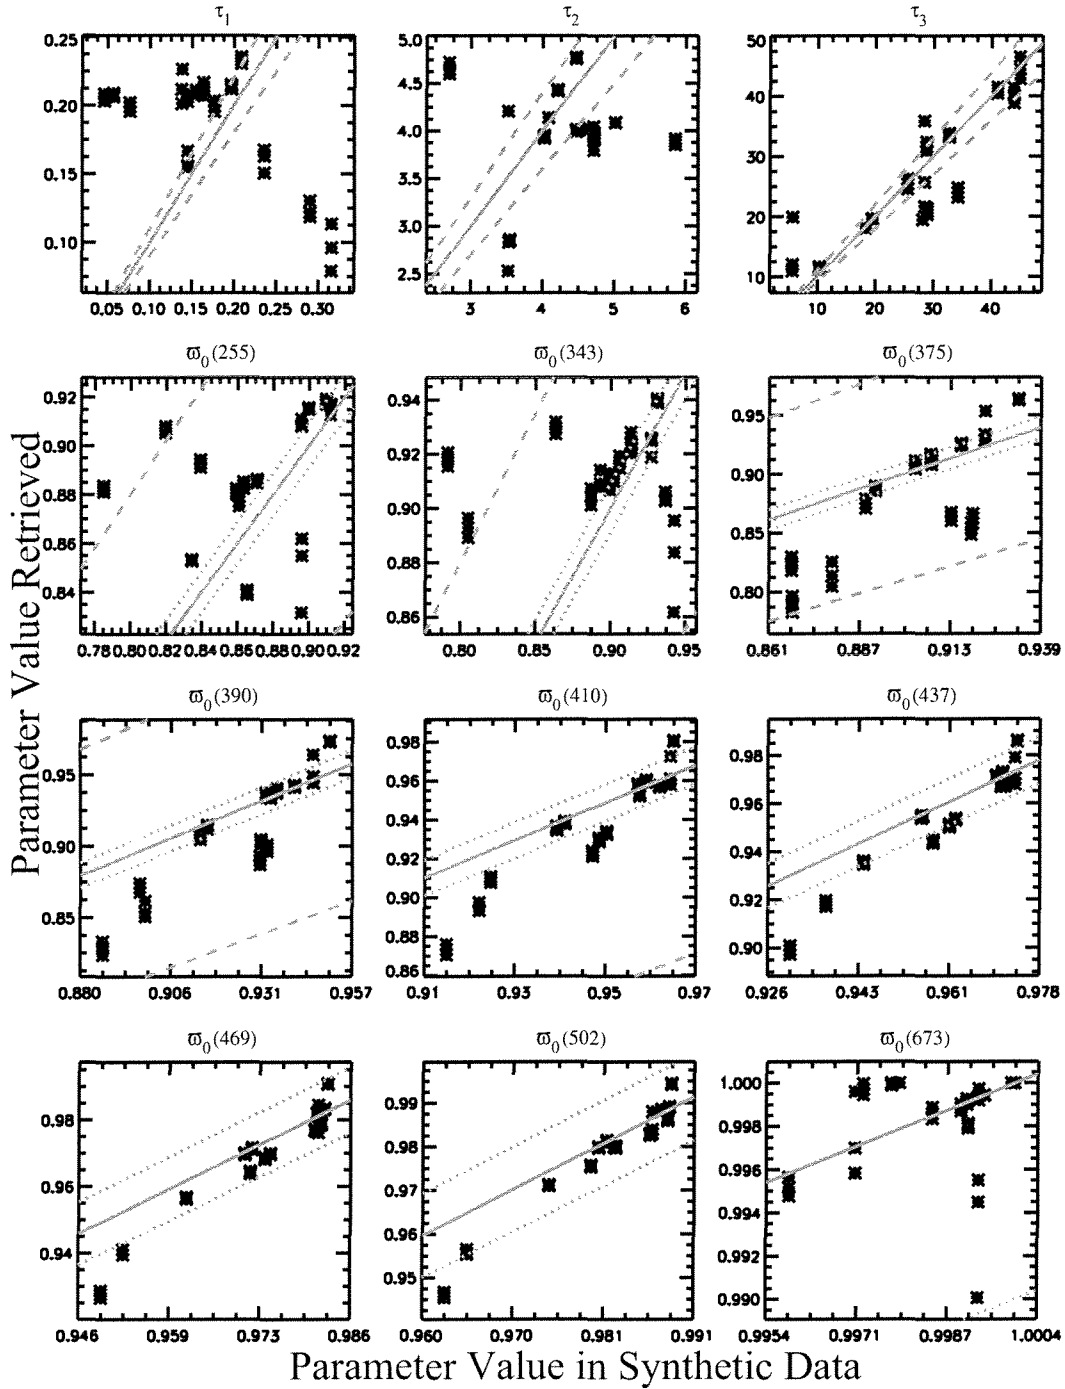 τ1 τ2 τ3
0.25 5.0 50
4.5
0.20 4.0 40
3.5 30
0.15
3.0 20
0.10
2.5 10
0.05 0.10 0.15 0.20 0.25 0.30 3 4 5 6 10 20 30 40
ϖ0(255) ϖ0(343) ϖ0(375)
0.92 0.94 0.95
0.90 0.92
0.90
0.88 0.90
0.86 0.88 0.85
0.84 0.86 0.80
0.78 0.80 0.82 0.84 0.86 0.88 0.90 0.92 0.80 0.85 0.90 0.95 0.861 0.887 0.913 0.939
Parameter Value Retrieved
ϖ0(390) ϖ0(410) ϖ0(437)
0.98 0.98
0.95 0.96 0.96
0.94 0.94
0.90 0.92
0.90 0.92
0.85 0.88 0.90
0.86
0.880 0.906 0.931 0.957 0.91 0.93 0.95 0.97 0.926 0.943 0.961 0.978
ϖ0(469) ϖ0(502) ϖ0(673)
0.98 0.99 1.000
0.98 0.998
0.96 0.97 0.996
0.994
0.94 0.96 0.992
0.95 0.990
0.946 0.959 0.973 0.986 0.960 0.970 0.981 0.991 0.9954 0.9971 0.9987 1.0004
Parameter Value in Synthetic Data